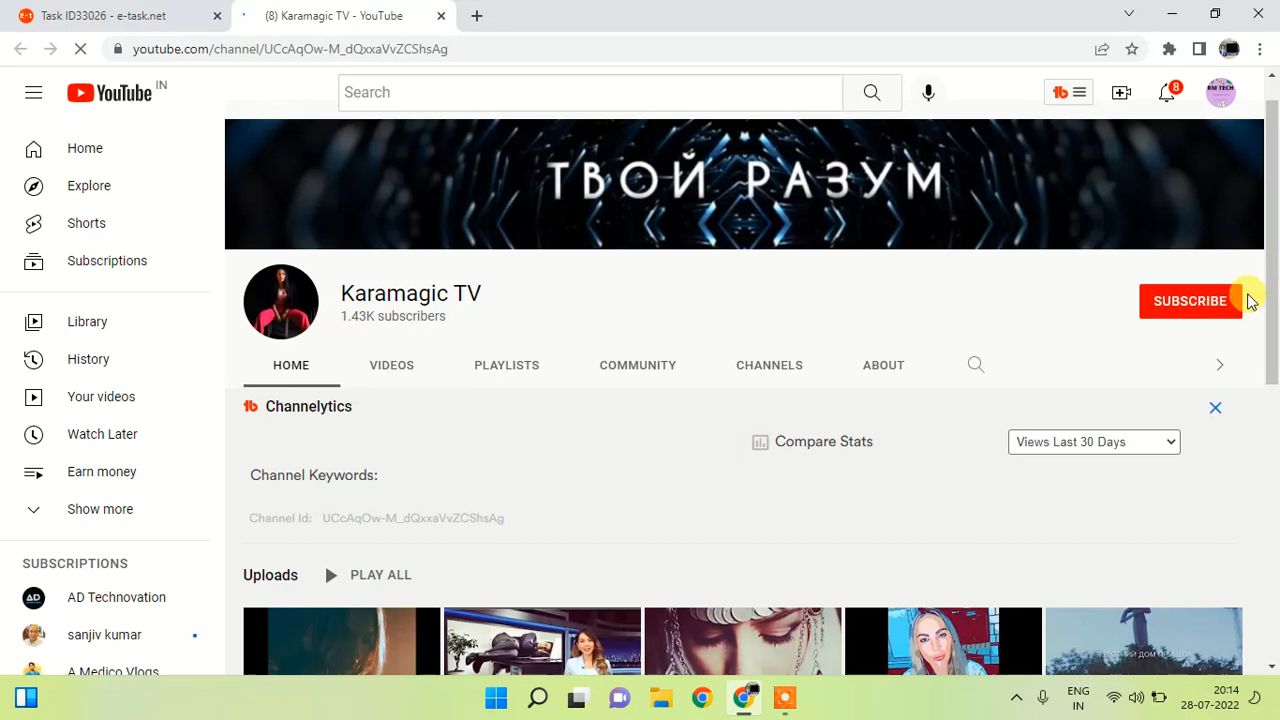 Task ID33026 - e-task.net
(8) Karamagic TV - YouTube
youtube.com/channel/UCcAqOw-M_dQxxaVvZCShsAg
YouTube IN
Search
8
RM TECH
Home
Explore
Shorts
Subscriptions
Library
History
Your videos
Watch Later
Earn money
Show more
SUBSCRIPTIONS
AD Technovation
sanjiv kumar
A Medico Vlogs
ТВОЙ РАЗУМ
Karamagic TV
1.43K subscribers
SUBSCRIBE
HOME VIDEOS PLAYLISTS COMMUNITY CHANNELS ABOUT
Channelytics
Compare Stats
Views Last 30 Days
Channel Keywords:
Channel Id: UCcAqOw-M_dQxxaVvZCShsAg
Uploads PLAY ALL
ENG
IN
20:14
28-07-2022